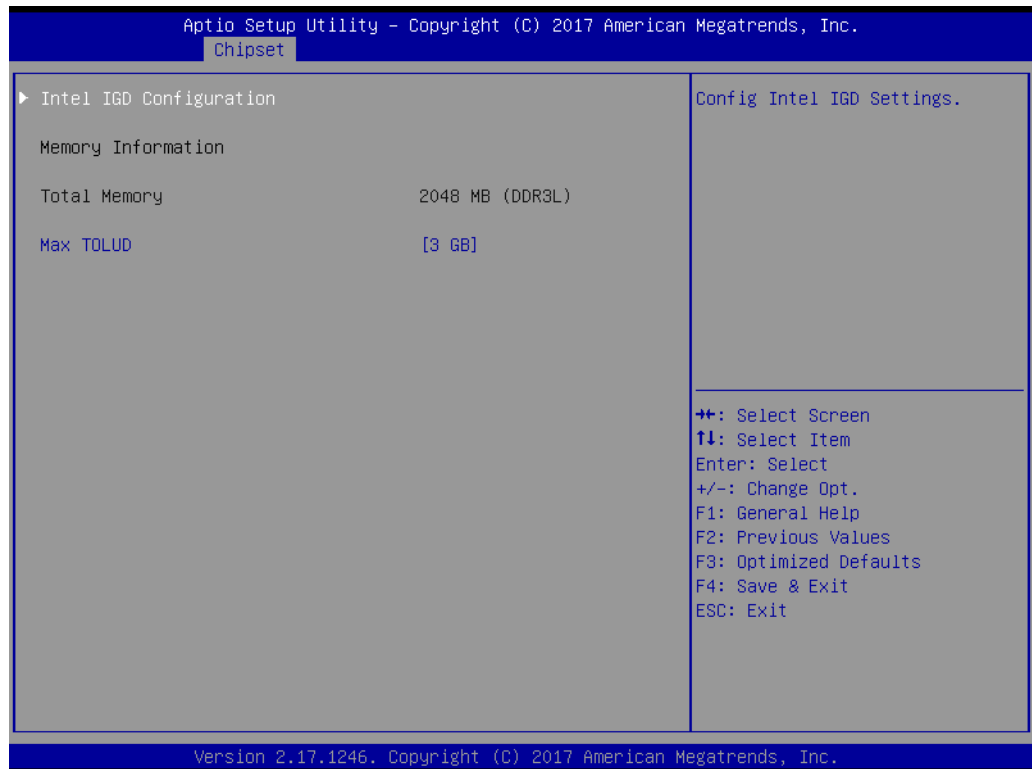 Aptio Setup Utility – Copyright (C) 2017 American Megatrends, Inc.
Chipset
Intel IGD Configuration
Memory Information
Total Memory 2048 MB (DDR3L)
Max TOLUD [3 GB]
Config Intel IGD Settings.
→←: Select Screen
↑↓: Select Item
Enter: Select
+/-: Change Opt.
F1: General Help
F2: Previous Values
F3: Optimized Defaults
F4: Save & Exit
ESC: Exit
Version 2.17.1246. Copyright (C) 2017 American Megatrends, Inc.